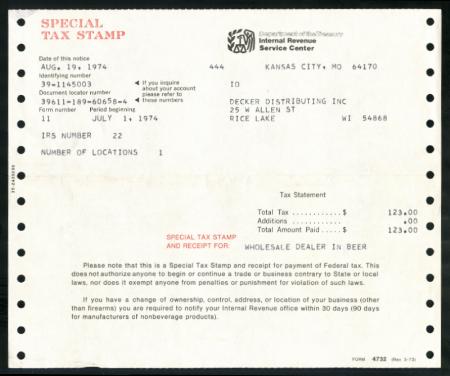 SPECIAL
TAX STAMP
Department of the Treasury
Internal Revenue
Service Center
Date of this notice
AUG. 19, 1974
444 KANSAS CITY, MO 64170
Identifying number
39-1145003
If you inquire
about your account
please refer to
these numbers
IO
Document locator number
39611-189-60658-4
DECKER DISTRIBUTING INC
25 W ALLEN ST
RICE LAKE WI 54868
Form number Period beginning
11 JULY 1, 1974
IRS NUMBER 22
NUMBER OF LOCATIONS 1
Tax Statement
Total Tax ............ $ 123.00
Additions ............ .00
Total Amount Paid ..... $ 123.00
SPECIAL TAX STAMP
AND RECEIPT FOR: WHOLESALE DEALER IN BEER
Please note that this is a Special Tax Stamp and receipt for payment of Federal tax. This
does not authorize anyone to begin or continue a trade or business contrary to State or local
laws, nor does it exempt anyone from penalties or punishment for violation of such laws.
If you have a change of ownership, control, address, or location of your business (other
than firearms) you are required to notify your Internal Revenue office within 30 days (90 days
for manufacturers of nonbeverage products).
FORM 4732 (Rev. 5-73)